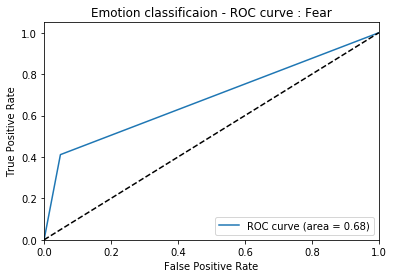 Emotion classificaion - ROC curve : Fear
True Positive Rate
1.0
0.8
0.6
0.4
0.2
0.0
0.0 0.2 0.4 0.6 0.8 1.0
ROC curve (area = 0.68)
False Positive Rate